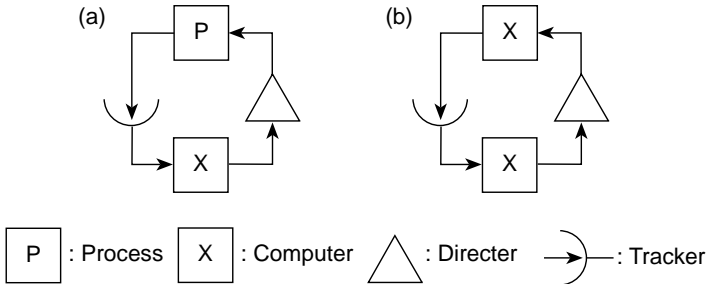 (a)
P
X
(b)
X
X
P : Process X : Computer : Directer : Tracker